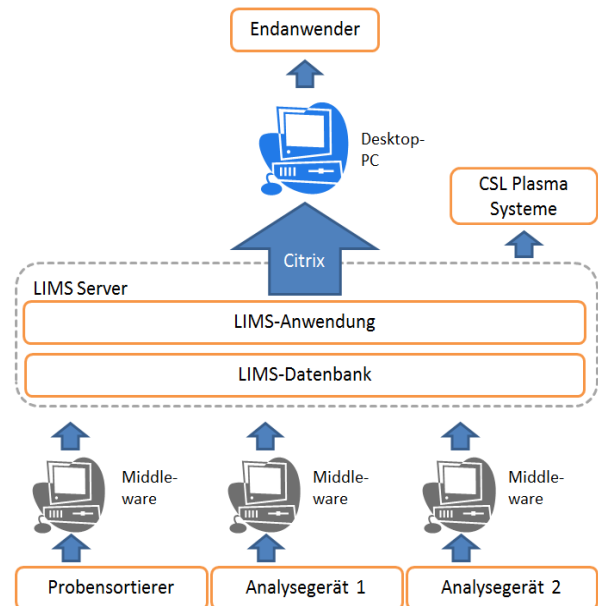 Endanwender
Desktop-
PC
CSL Plasma
Systeme
Citrix
LIMS Server
LIMS-Anwendung
LIMS-Datenbank
Middle-
ware
Middle-
ware
Middle-
ware
Probensortierer
Analysegerät 1
Analysegerät 2